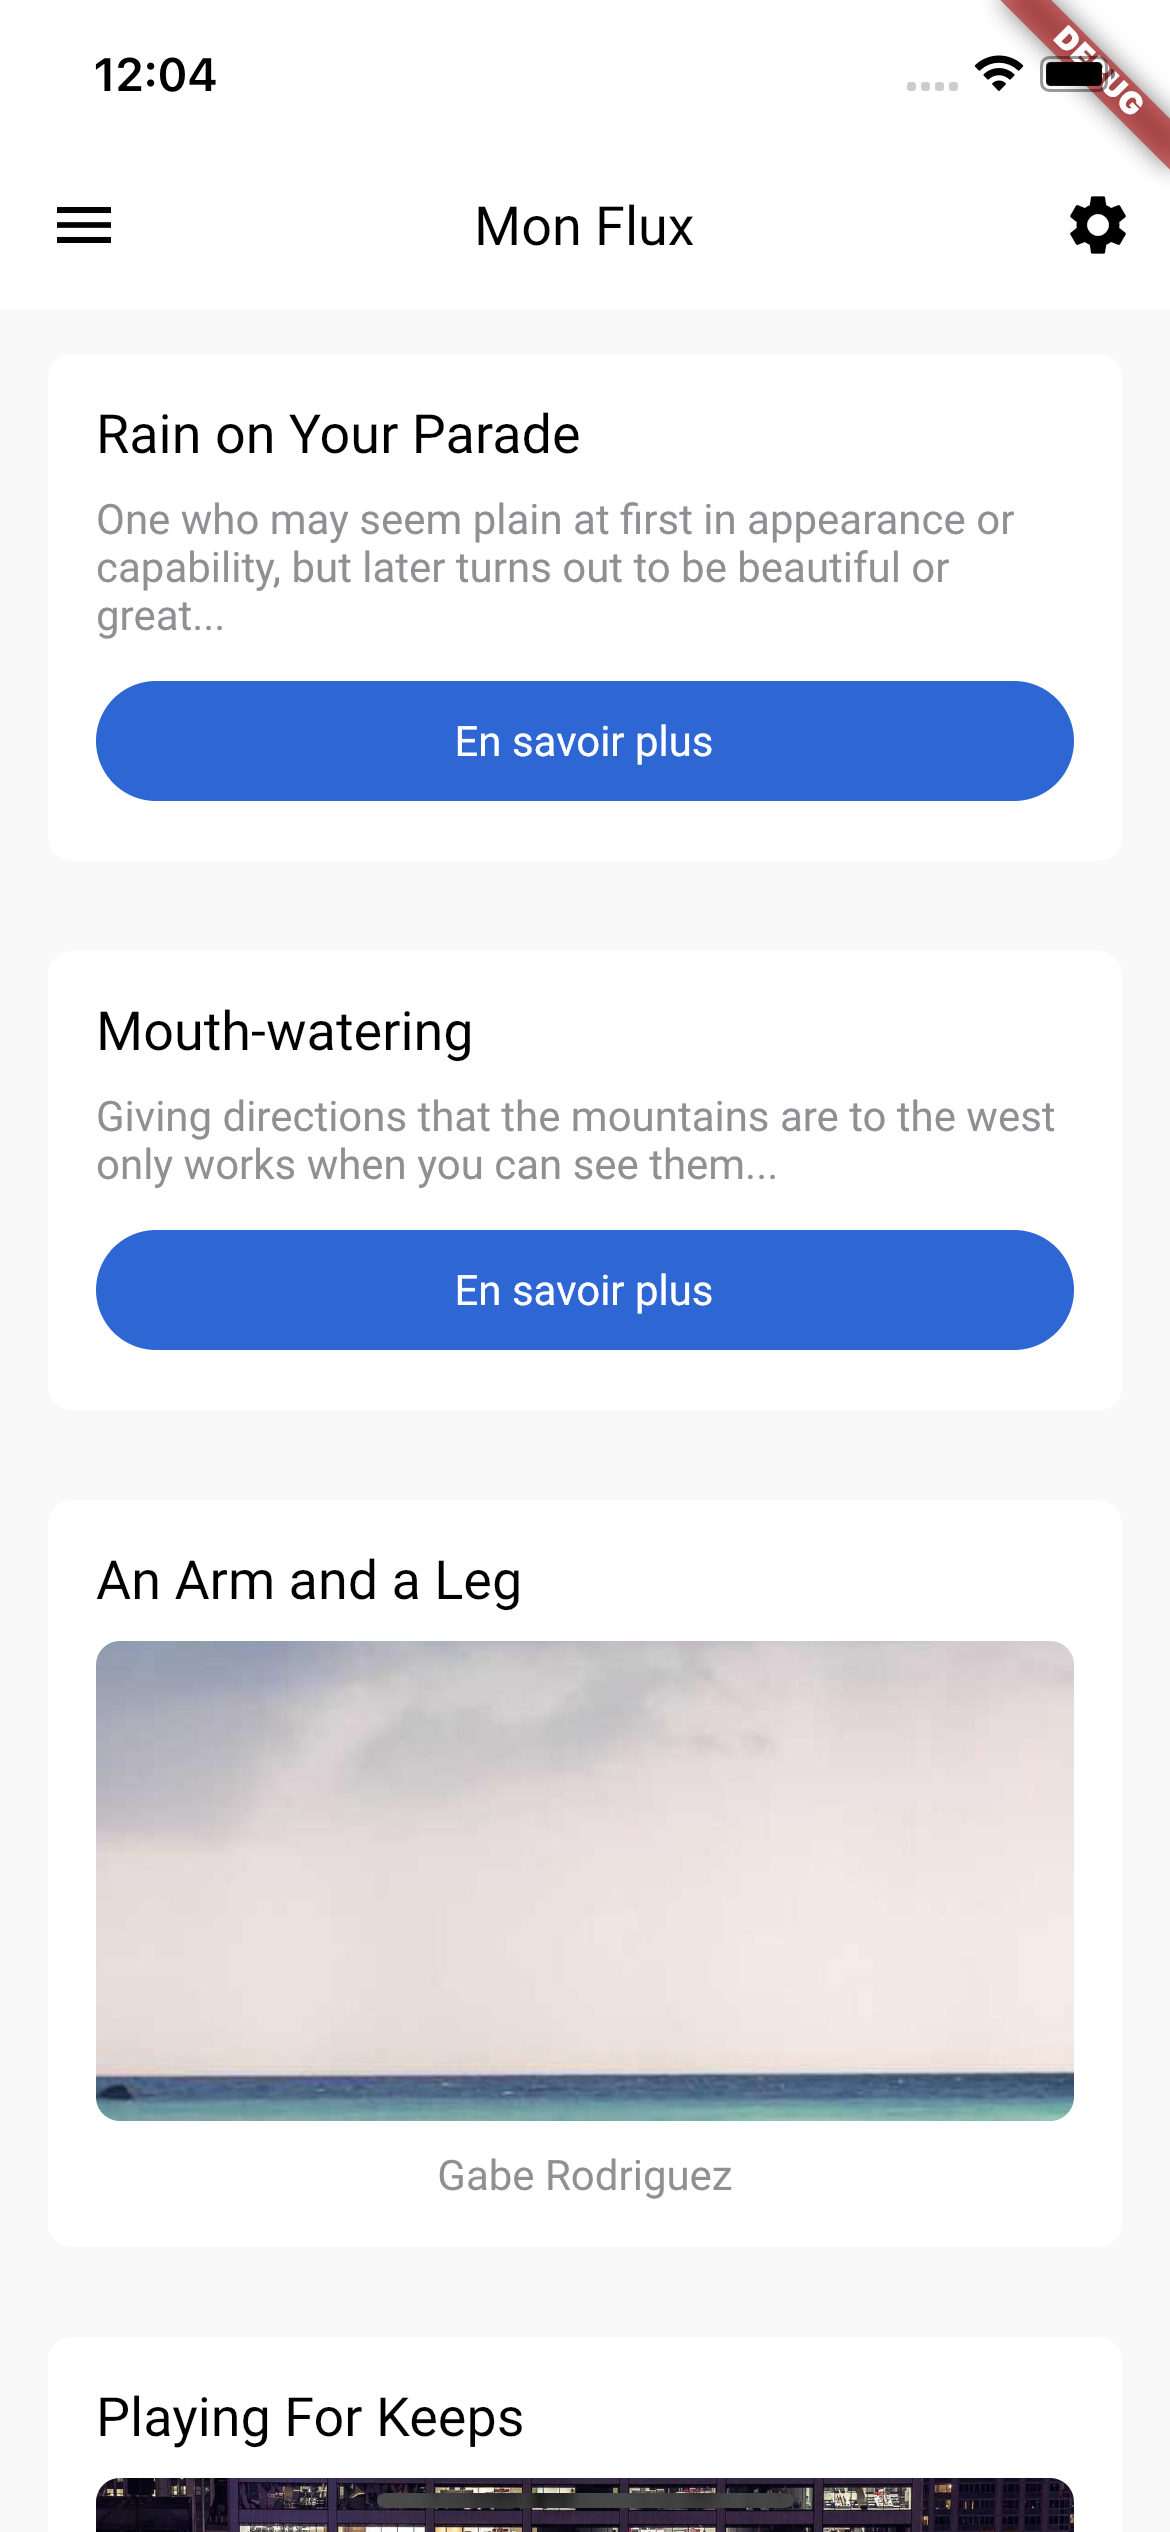 12:04
DEBUG
Mon Flux
Rain on Your Parade
One who may seem plain at first in appearance or
capability, but later turns out to be beautiful or
great...
En savoir plus
Mouth-watering
Giving directions that the mountains are to the west
only works when you can see them...
En savoir plus
An Arm and a Leg
Gabe Rodriguez
Playing For Keeps